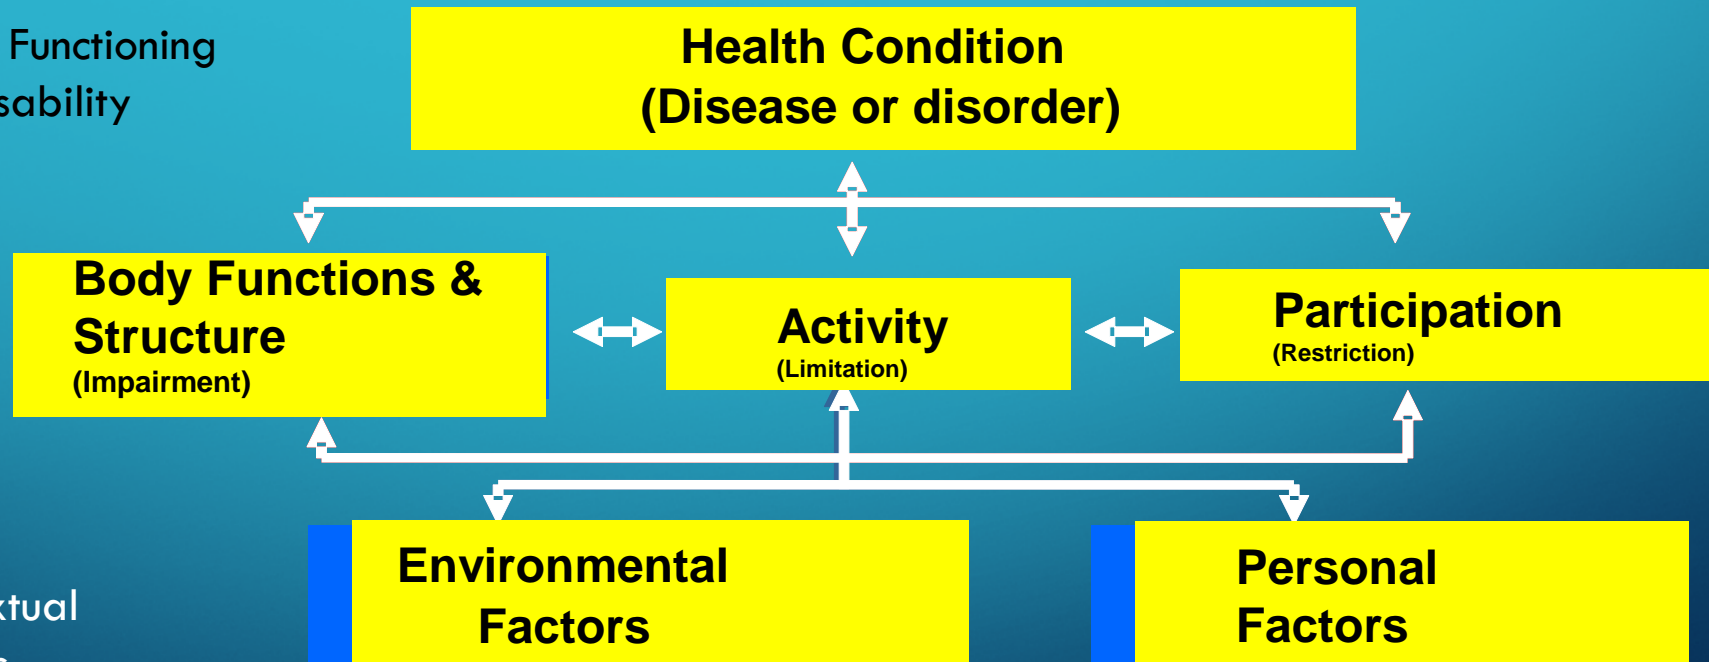 Functioning
sability
Health Condition
(Disease or disorder)
Body Functions &
Structure
(Impairment)
Activity
(Limitation)
Participation
(Restriction)
Environmental
Factors
Personal
Factors
xtual